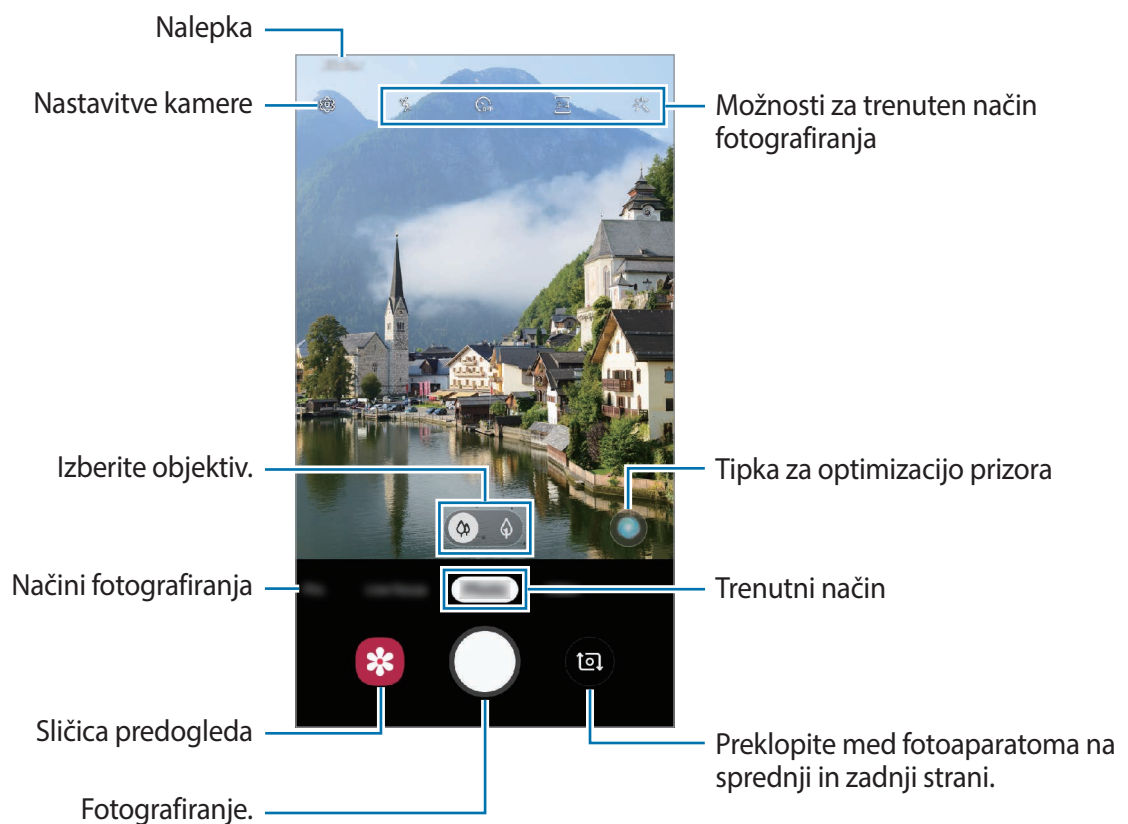 Nalepka
Nastavitve kamere
Možnosti za trenuten način
fotografiranja
Izberite objektiv.
Tipka za optimizacijo prizora
Načini fotografiranja
Trenutni način
Sličica predogleda
Preklopite med fotoaparatoma na
sprednji in zadnji strani.
Fotografiranje.